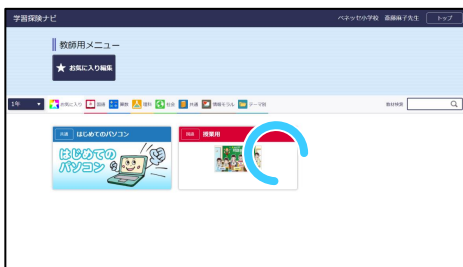 学習探険ナビ
ベネッセ小学校 斎藤麻子先生 トップ
教師用メニュー
★ お気に入り編集
1年 ▼ お気に入り 国語 算数 理科 社会 共通 情報モラル テーマ別 教材検索
共通 はじめてのパソコン
はじめての
パソコン
国語 授業用